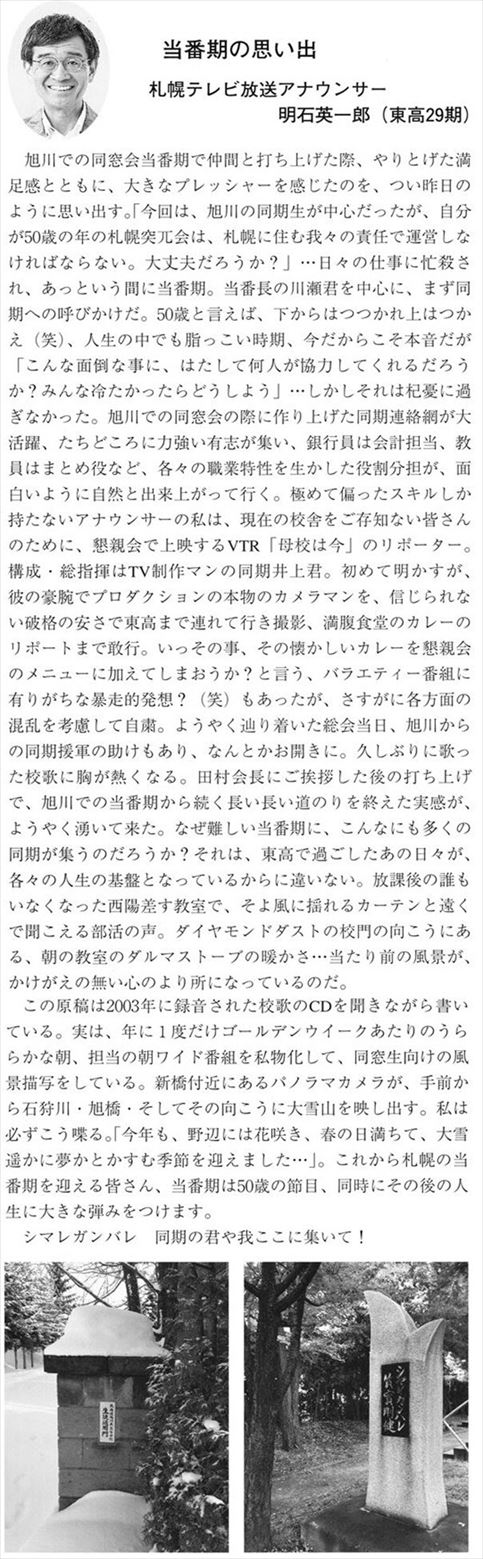 当番期の思い出
札幌テレビ放送アナウンサー
明石英一郎（東高29期）
旭川での同窓会当番期で仲間と打ち上げた際、やりとげた満
足感とともに、大きなプレッシャーを感じたのを、つい昨日の
ように思い出す。「今回は、旭川の同期生が中心だったが、自分
が50歳の年の札幌突兀会は、札幌に住む我々の責任で運営しな
ければならない。大丈夫だろうか？」…日々の仕事に忙殺さ
れ、あっという間に当番期。当番長の川瀬君を中心に、まず同
期への呼びかけだ。50歳と言えば、下からはつつかれ上はつか
え（笑）、人生の中でも脂っこい時期、今だからこそ本音だが
「こんな面倒な事に、はたして何人が協力してくれるだろう
か？みんな冷たかったらどうしよう」…しかしそれは杞憂に過
ぎなかった。旭川での同窓会の際に作り上げた同期連絡網が大
活躍、たちどころに力強い有志が集い、銀行員は会計担当、教
員はまとめ役など、各々の職業特性を生かした役割分担が、面
白いように自然と出来上がって行く。極めて偏ったスキルしか
持たないアナウンサーの私は、現在の校舎をご存知ない皆さん
のために、懇親会で上映するVTR「母校は今」のリポーター。
構成・総指揮はTV制作マンの同期井上君。初めて明かすが、
彼の豪腕でプロダクションの本物のカメラマンを、信じられな
い破格の安さで東高まで連れて行き撮影、満腹食堂のカレーの
リポートまで敢行。いっその事、その懐かしいカレーを懇親会
のメニューに加えてしまおうか？と言う、バラエティー番組に
有りがちな暴走的発想？（笑）もあったが、さすがに各方面の
混乱を考慮して自粛。ようやく辿り着いた総会当日、旭川から
の同期援軍の助けもあり、なんとかお開きに。久しぶりに歌っ
た校歌に胸が熱くなる。田村会長にご挨拶した後の打ち上げ
で、旭川での当番期から続く長い長い道のりを終えた実感が、
ようやく湧いて来た。なぜ難しい当番期に、こんなにも多くの
同期が集うのだろうか？それは、東高で過ごしたあの日々が、
各々の人生の基盤となっているからに違いない。放課後の誰も
いなくなった西陽差す教室で、そよ風に揺れるカーテンと遠く
で聞こえる部活の声。ダイヤモンドダストの校門の向こうにあ
る、朝の教室のダルマストーブの暖かさ…当たり前の風景が、
かけがえの無い心のより所になっているのだ。
この原稿は2003年に録音された校歌のCDを聞きながら書い
ている。実は、年に１度だけゴールデンウイークあたりのうら
らかな朝、担当の朝ワイド番組を私物化して、同窓生向けの風
景描写をしている。新橋付近にあるパノラマカメラが、手前か
ら石狩川・旭橋・そしてその向こうに大雪山を映し出す。私は
必ずこう喋る。「今年も、野辺には花咲き、春の日満ちて、大雪
遥かに夢かとかすむ季節を迎えました…」。これから札幌の当
番期を迎える皆さん、当番期は50歳の節目、同時にその後の人
生に大きな弾みをつけます。
シマレガンバレ　同期の君や我ここに集いて！
生徒通用門
シマレガンバレ